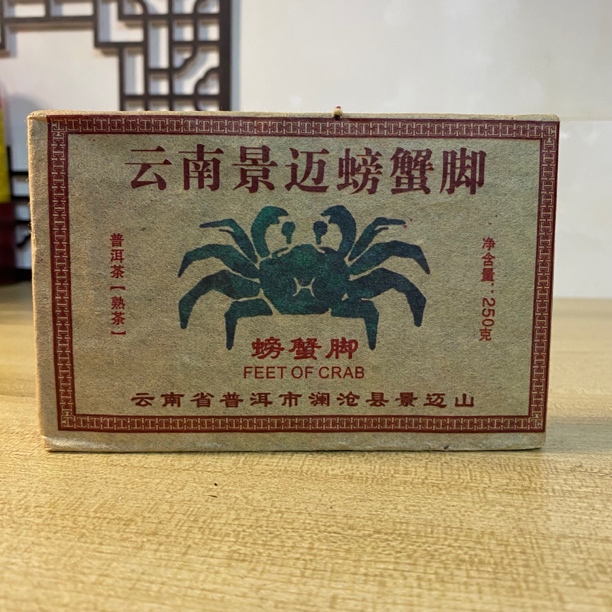 云南景迈螃蟹脚
普洱茶【熟茶】
净含量：250克
螃蟹脚
FEET OF CRAB
云南省普洱市澜沧县景迈山